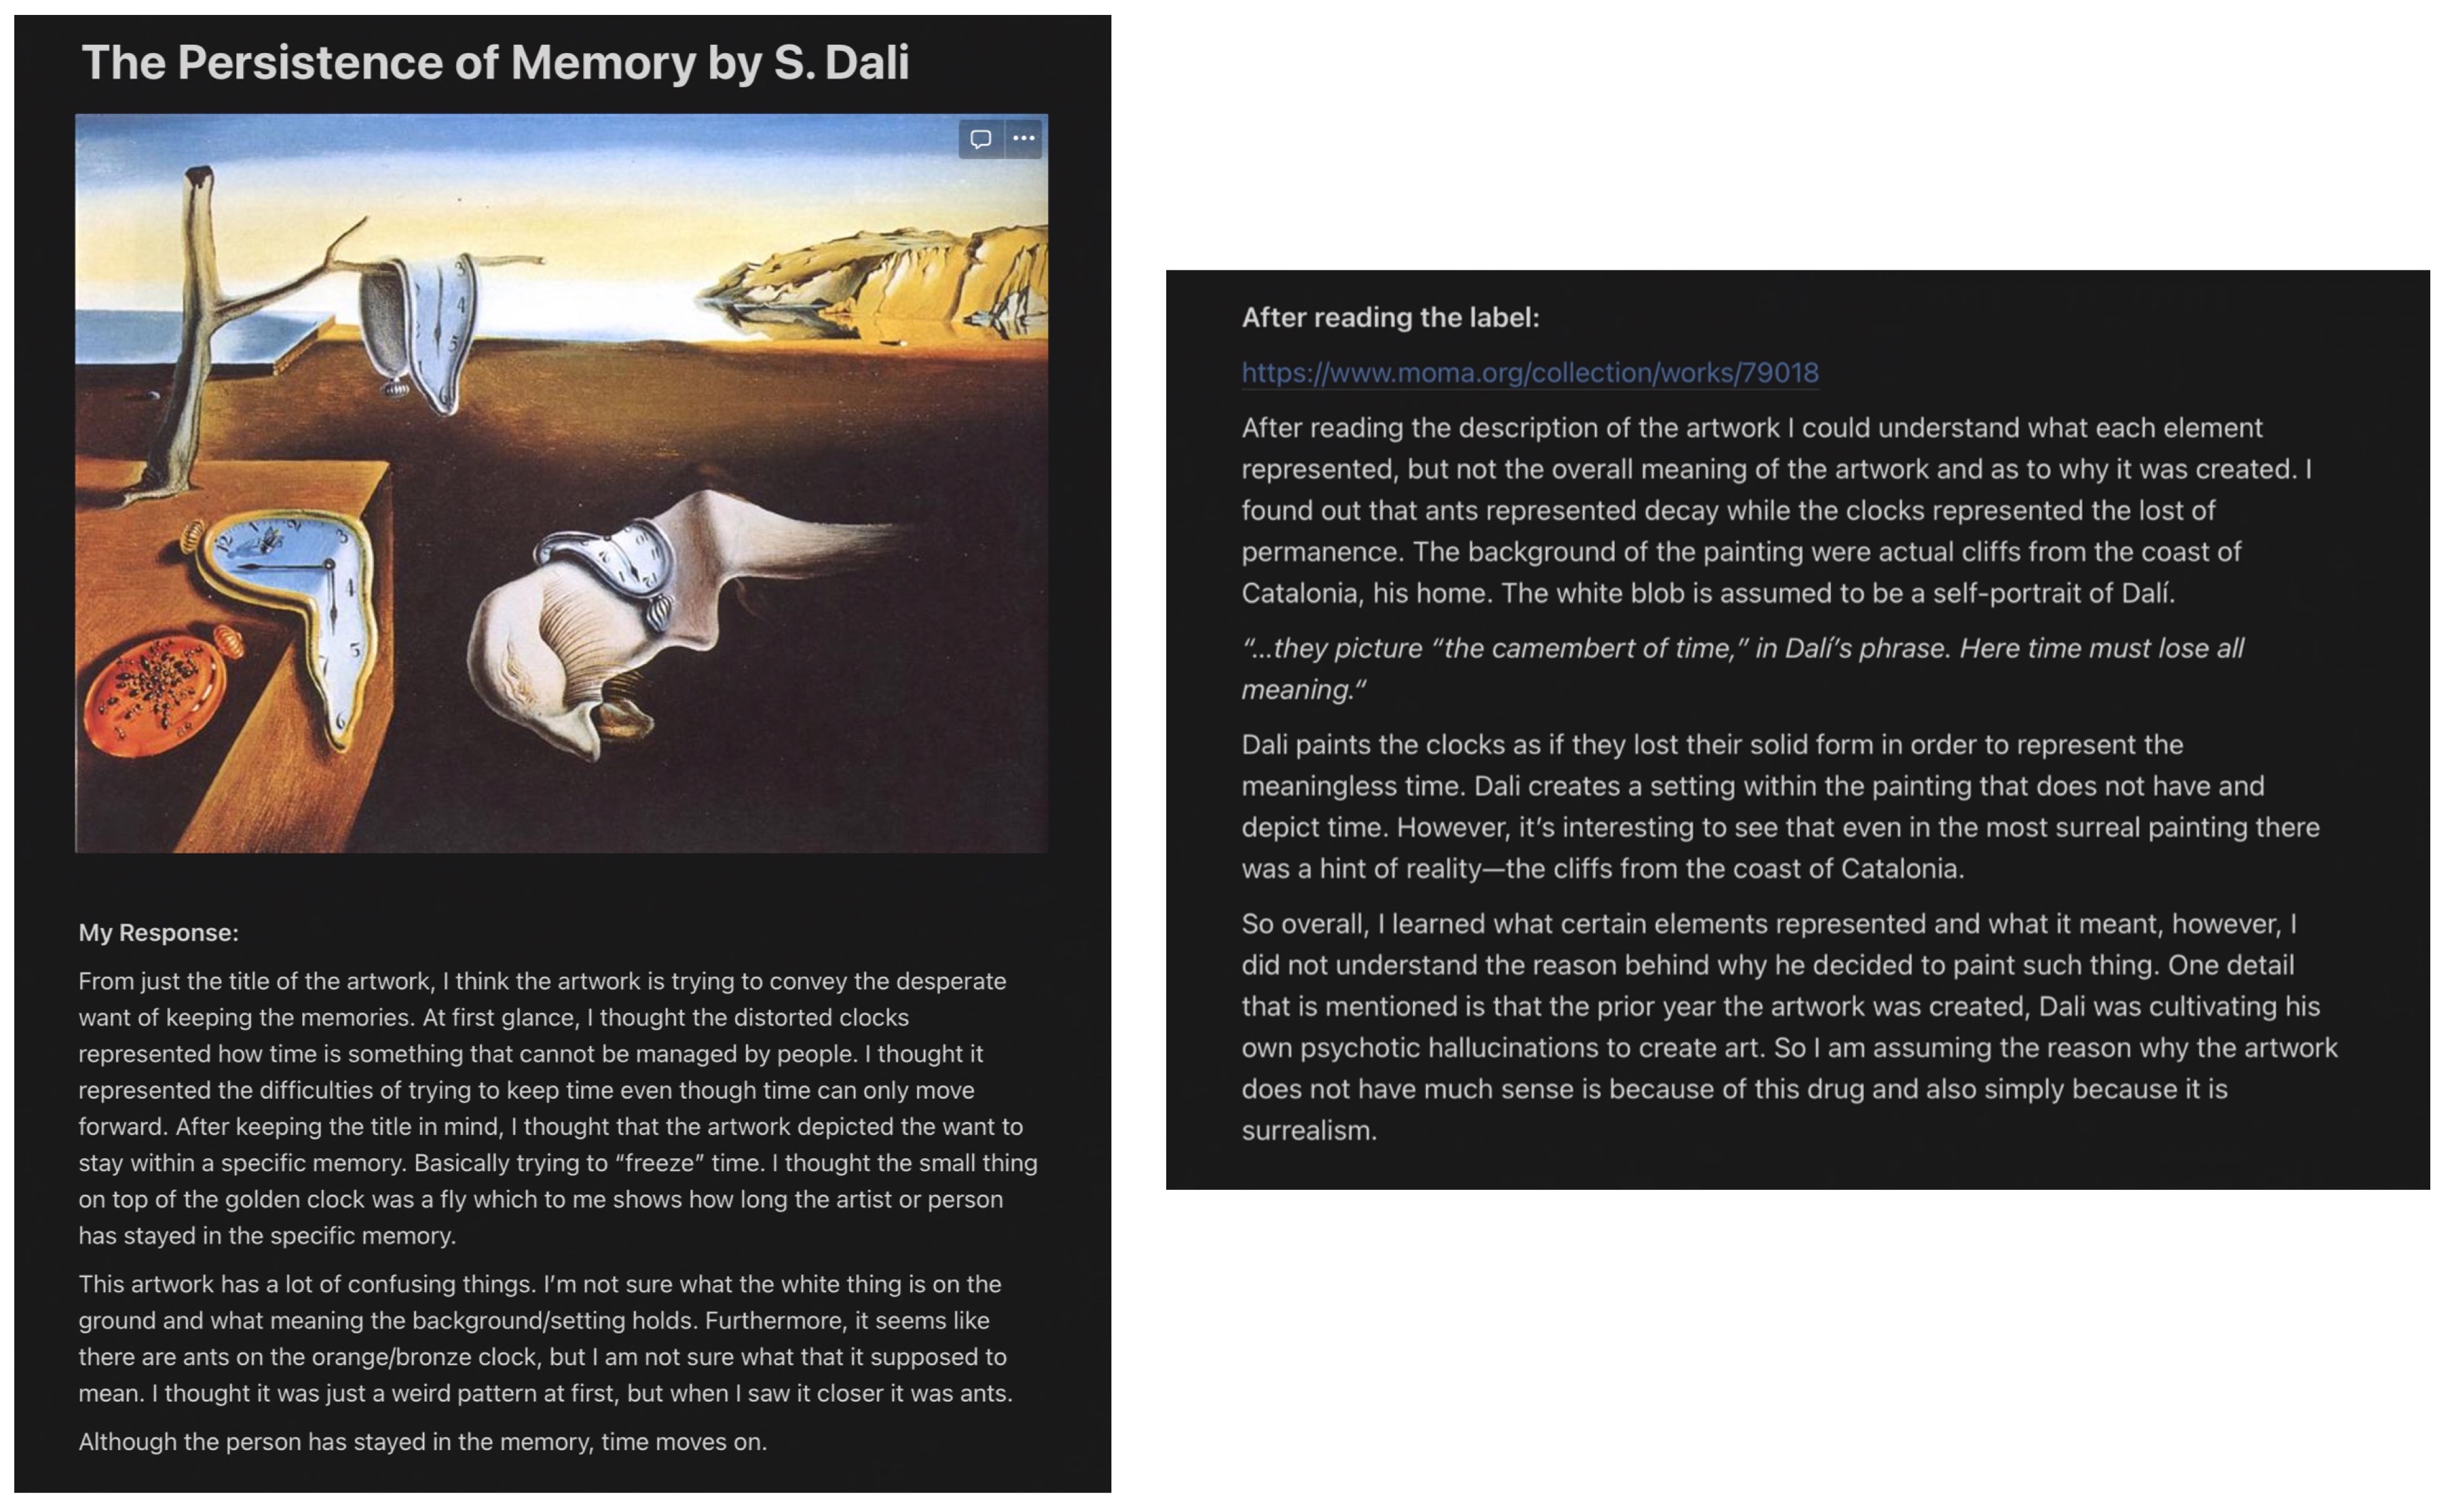 The Persistence of Memory by S. Dali
My Response:
From just the title of the artwork, I think the artwork is trying to convey the desperate
want of keeping the memories. At first glance, I thought the distorted clocks
represented how time is something that cannot be managed by people. I thought it
represented the difficulties of trying to keep time even though time can only move
forward. After keeping the title in mind, I thought that the artwork depicted the want to
stay within a specific memory. Basically trying to “freeze” time. I thought the small thing
on top of the golden clock was a fly which to me shows how long the artist or person
has stayed in the specific memory.
This artwork has a lot of confusing things. I’m not sure what the white thing is on the
ground and what meaning the background/setting holds. Furthermore, it seems like
there are ants on the orange/bronze clock, but I am not sure what that it supposed to
mean. I thought it was just a weird pattern at first, but when I saw it closer it was ants.
Although the person has stayed in the memory, time moves on.
After reading the label:
https://www.moma.org/collection/works/79018
After reading the description of the artwork I could understand what each element
represented, but not the overall meaning of the artwork and as to why it was created. I
found out that ants represented decay while the clocks represented the lost of
permanence. The background of the painting were actual cliffs from the coast of
Catalonia, his home. The white blob is assumed to be a self-portrait of Dalí.
“...they picture “the camembert of time,” in Dalí’s phrase. Here time must lose all
meaning.“
Dali paints the clocks as if they lost their solid form in order to represent the
meaningless time. Dali creates a setting within the painting that does not have and
depict time. However, it’s interesting to see that even in the most surreal painting there
was a hint of reality—the cliffs from the coast of Catalonia.
So overall, I learned what certain elements represented and what it meant, however, I
did not understand the reason behind why he decided to paint such thing. One detail
that is mentioned is that the prior year the artwork was created, Dali was cultivating his
own psychotic hallucinations to create art. So I am assuming the reason why the artwork
does not have much sense is because of this drug and also simply because it is
surrealism.